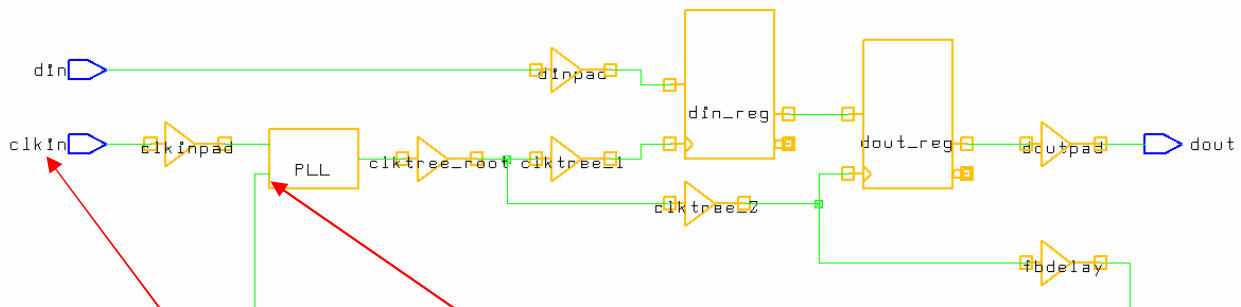 din
dinpad
din_reg
clkin
clkinpad
PLL
clktree_root
clktree_1
dout_reg
doutpad
dout
clktree_2
fbdelay